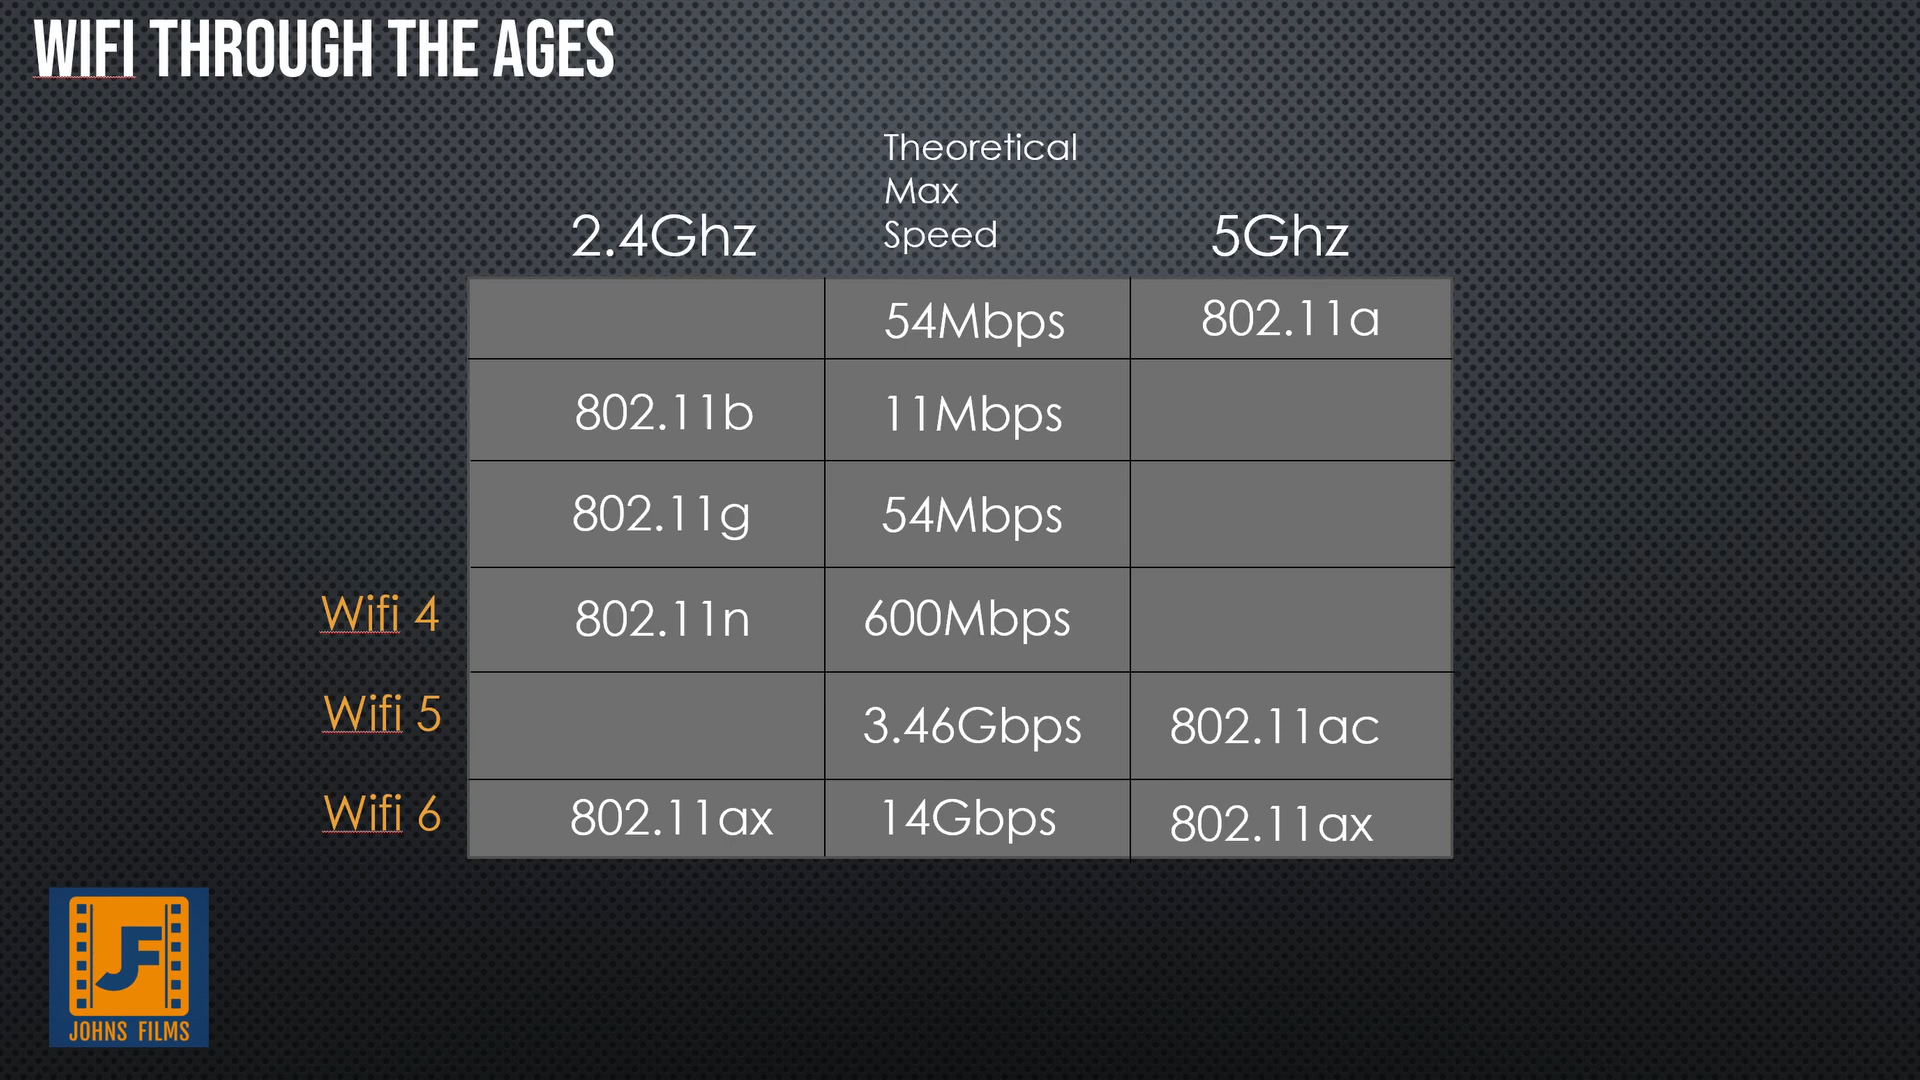 WIFI THROUGH THE AGES
Theoretical
Max
Speed
2.4Ghz
5Ghz
54Mbps 802.11a
802.11b 11Mbps
802.11g 54Mbps
Wifi 4 802.11n 600Mbps
Wifi 5 3.46Gbps 802.11ac
Wifi 6 802.11ax 14Gbps 802.11ax
JF
JOHNS FILMS